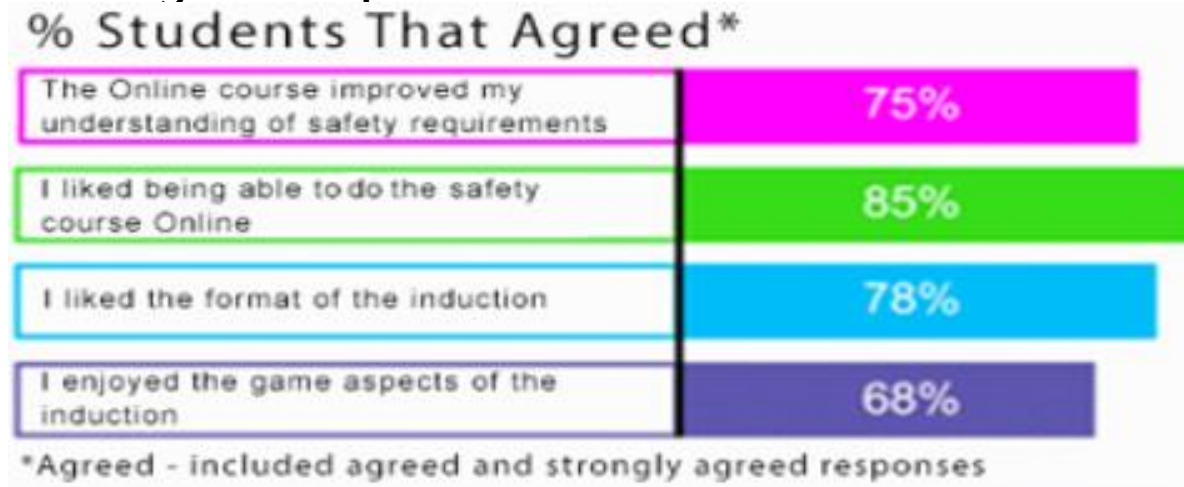 % Students That Agreed*
The Online course improved my
understanding of safety requirements
75%
I liked being able to do the safety
course Online
85%
I liked the format of the induction
78%
I enjoyed the game aspects of the
induction
68%
*Agreed - included agreed and strongly agreed responses